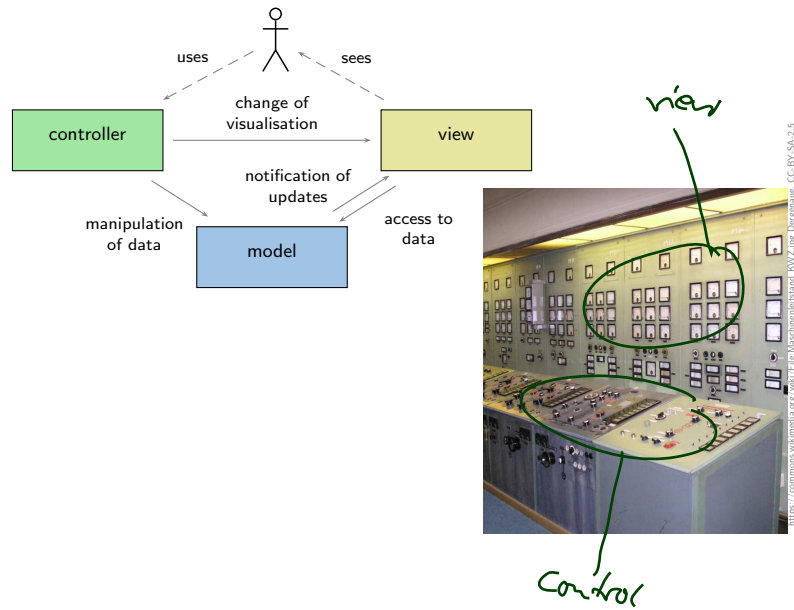 uses
sees
change of
visualisation
controller
view
notification of
updates
manipulation
of data
access to
data
model
view
control
https://commons.wikimedia.org/wiki/File:Maschinenleitstand_KWZ.jpg Dergenaue, CC-BY-SA-2.5